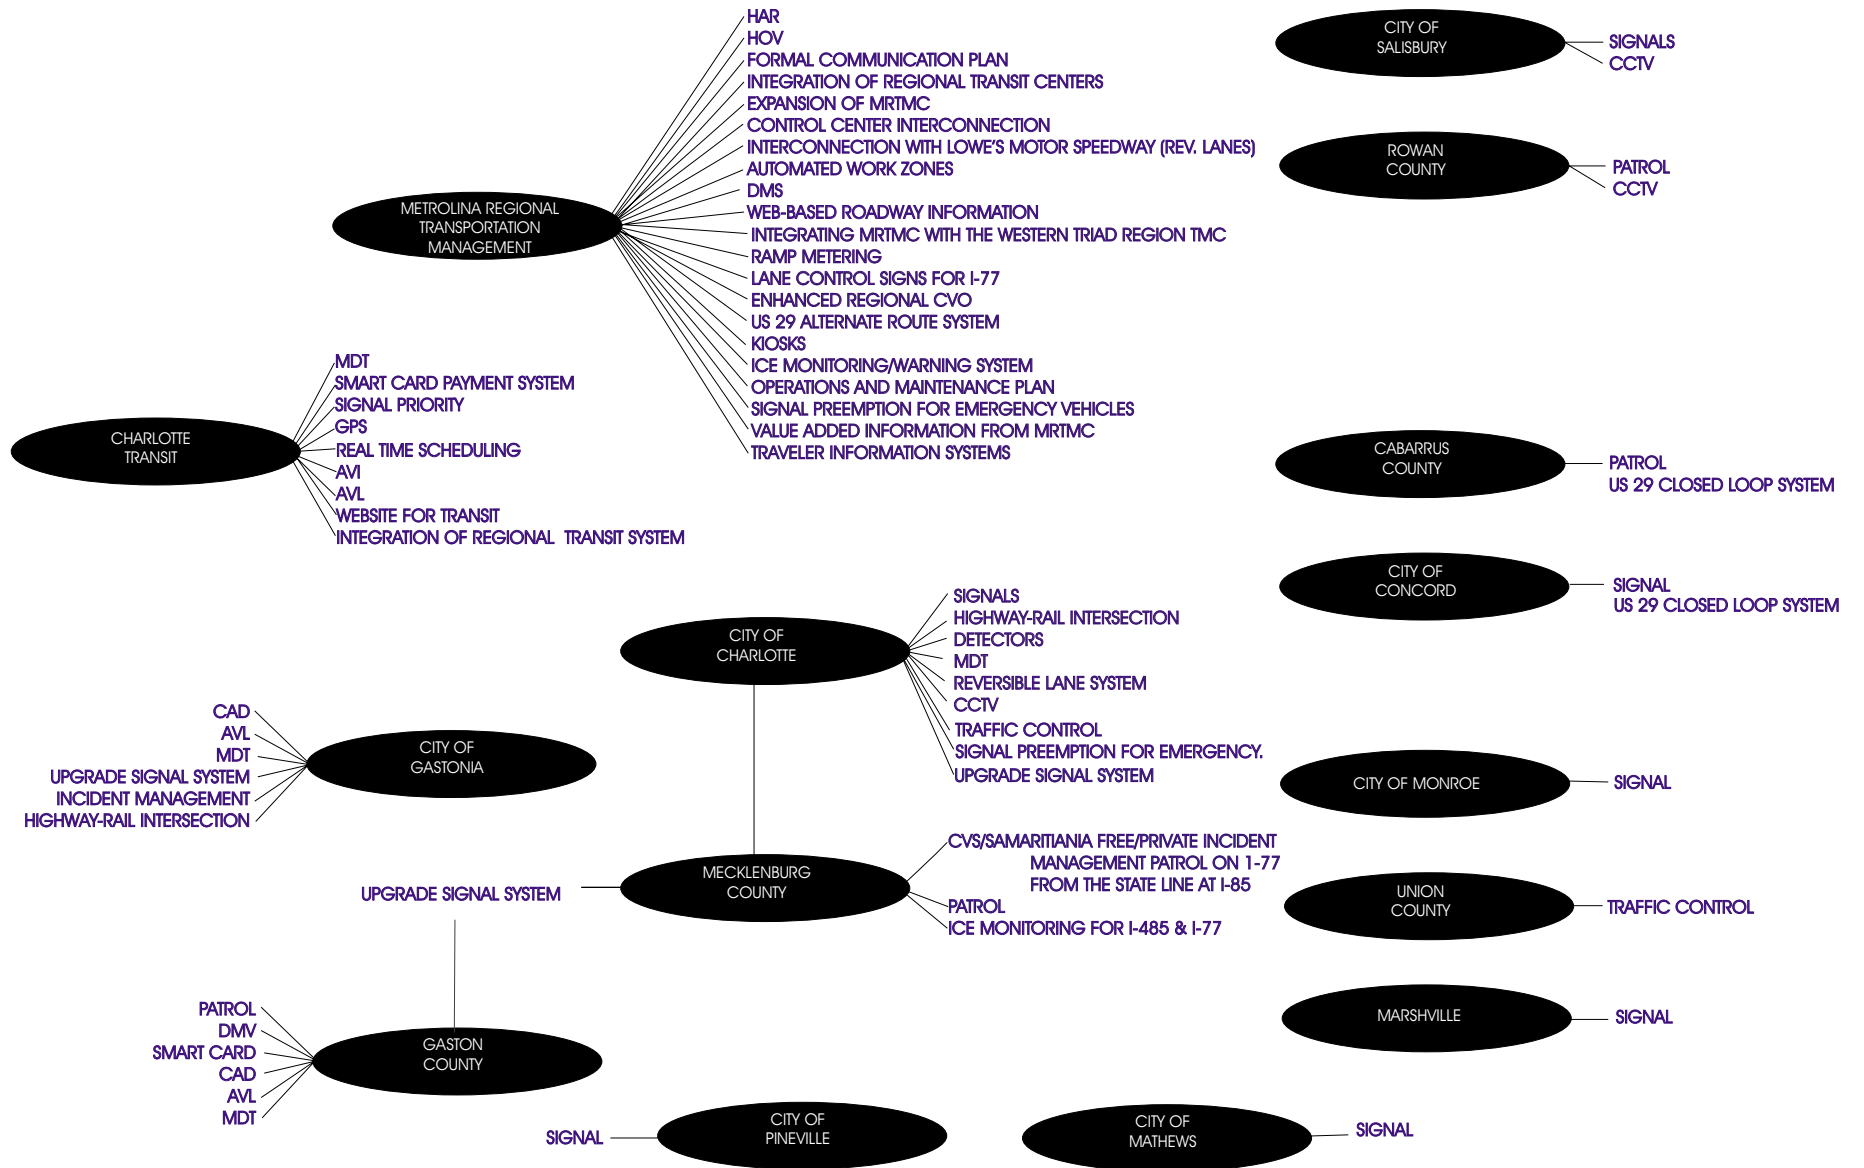 HAR
HOV
FORMAL COMMUNICATION PLAN
INTEGRATION OF REGIONAL TRANSIT CENTERS
EXPANSION OF MRTMC
CONTROL CENTER INTERCONNECTION
INTERCONNECTION WITH LOWE'S MOTOR SPEEDWAY (REV. LANES)
AUTOMATED WORK ZONES
DMS
WEB-BASED ROADWAY INFORMATION
INTEGRATING MRTMC WITH THE WESTERN TRIAD REGION TMC
RAMP METERING
LANE CONTROL SIGNS FOR I-77
ENHANCED REGIONAL CVO
US 29 ALTERNATE ROUTE SYSTEM
KIOSKS
ICE MONITORING/WARNING SYSTEM
OPERATIONS AND MAINTENANCE PLAN
SIGNAL PREEMPTION FOR EMERGENCY VEHICLES
VALUE ADDED INFORMATION FROM MRTMC
TRAVELER INFORMATION SYSTEMS
METROLINA REGIONAL
TRANSPORTATION
MANAGEMENT
CITY OF
SALISBURY
SIGNALS
CCTV
ROWAN
COUNTY
PATROL
CCTV
CHARLOTTE
TRANSIT
MDT
SMART CARD PAYMENT SYSTEM
SIGNAL PRIORITY
GPS
REAL TIME SCHEDULING
AVI
AVL
WEBSITE FOR TRANSIT
INTEGRATION OF REGIONAL  TRANSIT SYSTEM
CABARRUS
COUNTY
PATROL
US 29 CLOSED LOOP SYSTEM
CITY OF
CONCORD
SIGNAL
US 29 CLOSED LOOP SYSTEM
CITY OF
CHARLOTTE
SIGNALS
HIGHWAY-RAIL INTERSECTION
DETECTORS
MDT
REVERSIBLE LANE SYSTEM
CCTV
TRAFFIC CONTROL
SIGNAL PREEMPTION FOR EMERGENCY.
UPGRADE SIGNAL SYSTEM
CAD
AVL
MDT
UPGRADE SIGNAL SYSTEM
INCIDENT MANAGEMENT
HIGHWAY-RAIL INTERSECTION
CITY OF
GASTONIA
CITY OF MONROE
SIGNAL
UPGRADE SIGNAL SYSTEM
MECKLENBURG
COUNTY
CVS/SAMARITIANIA FREE/PRIVATE INCIDENT
MANAGEMENT PATROL ON 1-77
FROM THE STATE LINE AT I-85
PATROL
ICE MONITORING FOR I-485 & I-77
UNION
COUNTY
TRAFFIC CONTROL
PATROL
DMV
SMART CARD
CAD
AVL
MDT
GASTON
COUNTY
MARSHVILLE
SIGNAL
SIGNAL
CITY OF
PINEVILLE
CITY OF
MATHEWS
SIGNAL